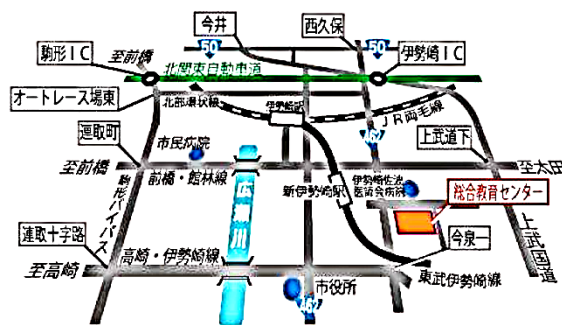 今井
西久保
50
50
駒形IC
伊勢崎IC
至前橋
北関東自動車道
オートレース場東
北部環状線
伊勢崎駅
JR両毛線
462
上武道下
連取町
市民病院
至前橋
前橋・館林線
至太田
駒形バイパス
広瀬川
新伊勢崎駅
伊勢崎佐波
医師会病院
総合教育センター
上武国道
連取十字路
今泉一
至高崎
高崎・伊勢崎線
東武伊勢崎線
市役所
462